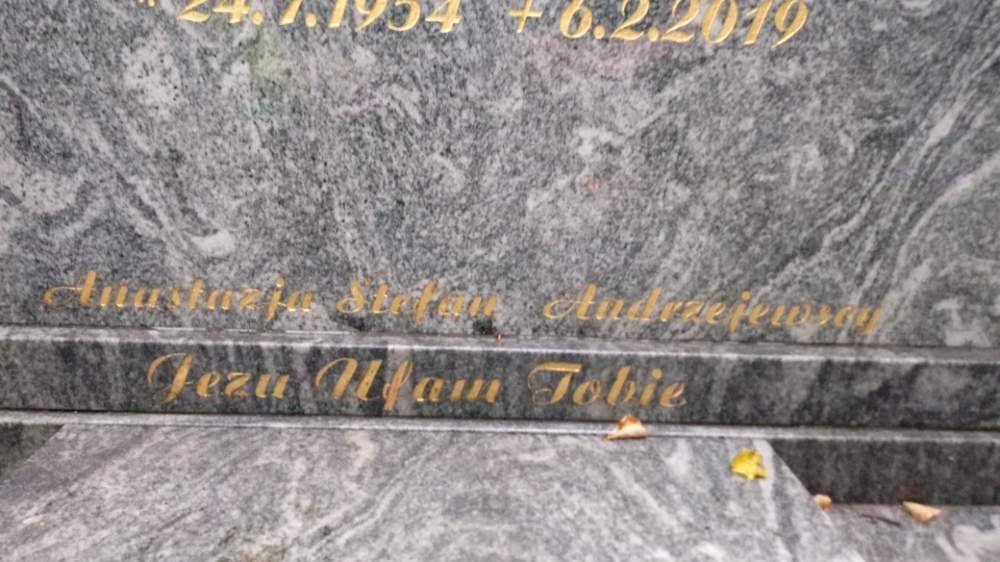 * 24.7.1954 + 6.2.2019
Anastazja Stefan Andrzejewscy
Jezu Ufam Tobie